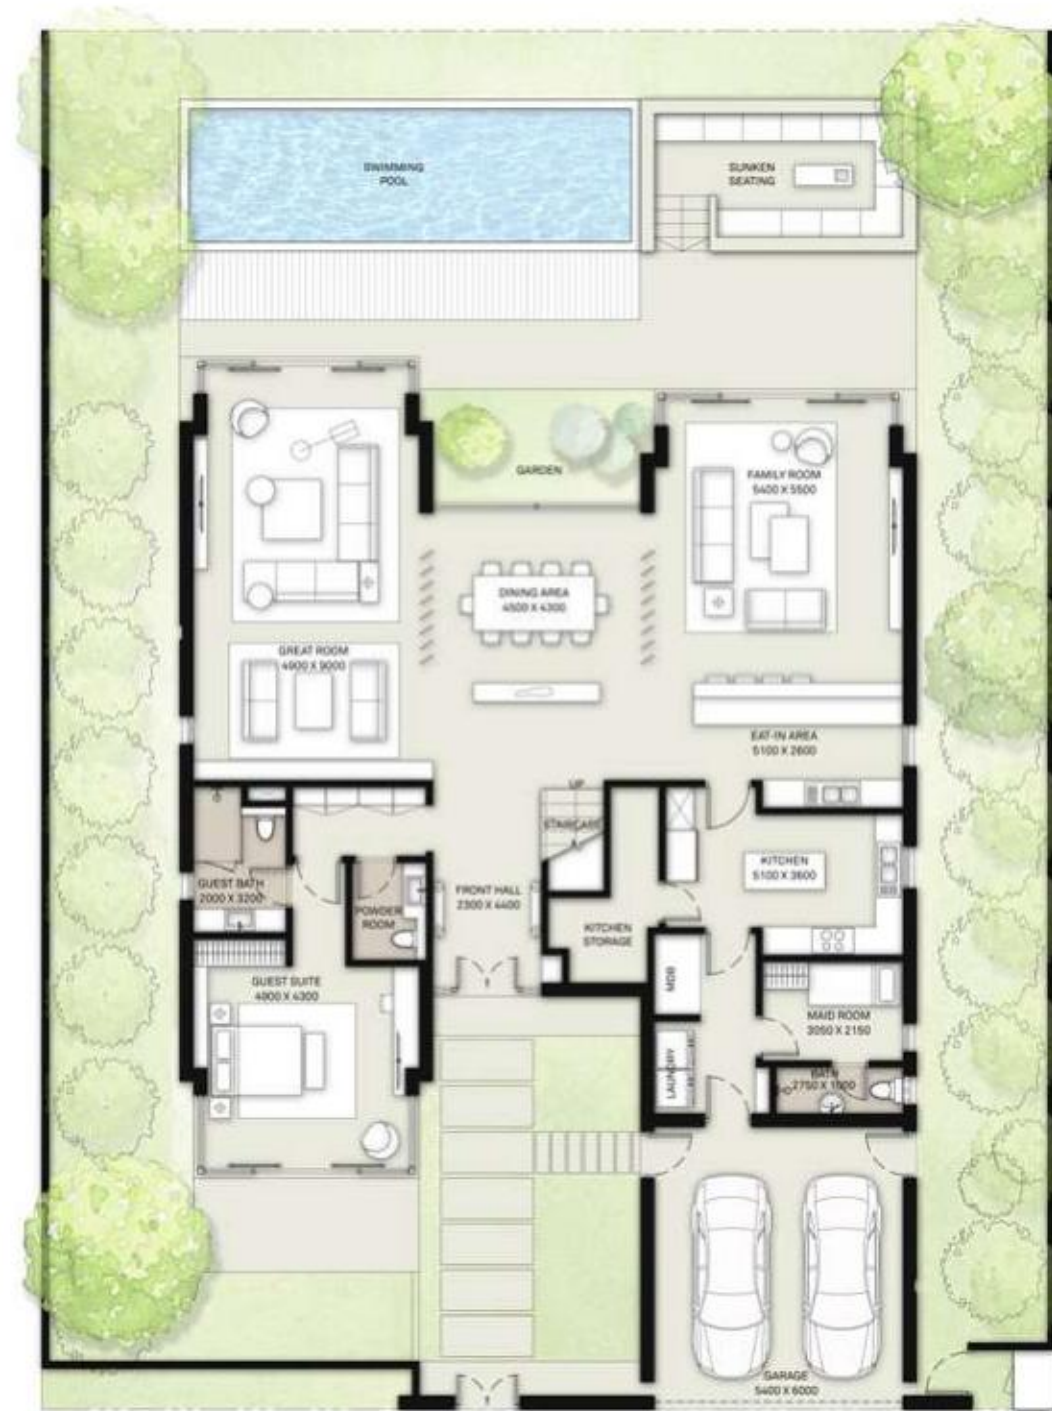 SWIMMING
POOL
SUNKEN
SEATING
GARDEN
FAMILY ROOM
5400 X 5500
DINING AREA
4500 X 4300
GREAT ROOM
4900 X 9000
EAT-IN AREA
5100 X 2600
UP
STAIRCASE
GUEST BATH
2000 X 3200
POWDER
ROOM
FRONT HALL
2300 X 4400
KITCHEN
5100 X 3600
KITCHEN
STORAGE
GUEST SUITE
4900 X 4300
MDB
MAID ROOM
3050 X 2150
LAUNDRY
BATH
2750 X 1000
GARAGE
5400 X 6000